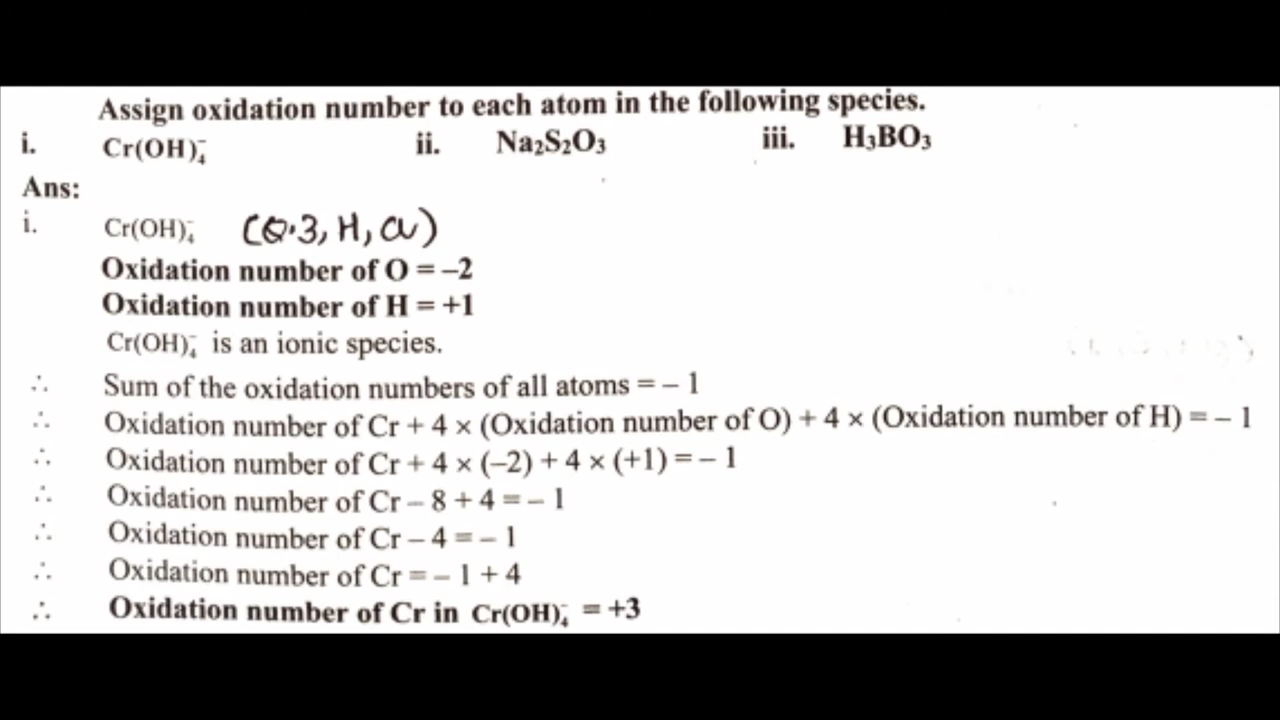 Assign oxidation number to each atom in the following species.
i. Cr(OH)₄⁻ ii. Na₂S₂O₃ iii. H₃BO₃
Ans:
i. Cr(OH)₄⁻ (Q.3, H, a)
Oxidation number of O = –2
Oxidation number of H = +1
Cr(OH)₄⁻ is an ionic species.
∴ Sum of the oxidation numbers of all atoms = – 1
∴ Oxidation number of Cr + 4 × (Oxidation number of O) + 4 × (Oxidation number of H) = – 1
∴ Oxidation number of Cr + 4 × (–2) + 4 × (+1) = – 1
∴ Oxidation number of Cr – 8 + 4 = – 1
∴ Oxidation number of Cr – 4 = – 1
∴ Oxidation number of Cr = – 1 + 4
∴ Oxidation number of Cr in Cr(OH)₄⁻ = +3